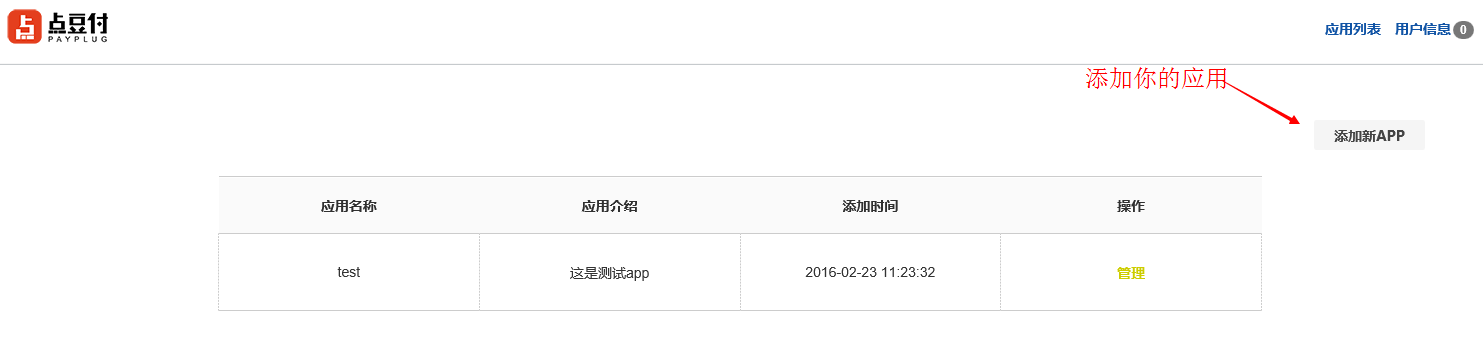 点 点豆付
PAYPLUG
应用列表 用户信息 0
添加你的应用
添加新APP
应用名称 应用介绍 添加时间 操作
test 这是测试app 2016-02-23 11:23:32 管理